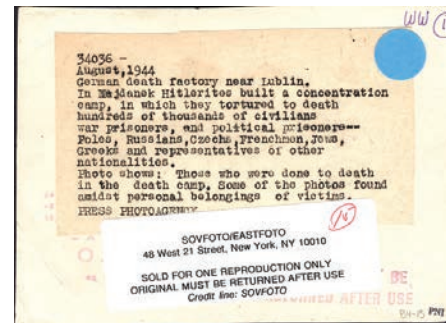 WW
34036 -
August,1944
German death factory near Lublin.
In Majdanek Hitlerites built a concentration
camp, in which they tortured to death
hundreds of thousands of civilians
war prisoners, and political prisoners--
Poles, Russians,Czechs,Frenchmen,Jews,
Greeks and representatives of other
nationalities.
Photo shows: Those who were done to death
in the death camp. Some of the photos found
amidst personal belongings of victims.
PRESS PHOTOAGENCY
SOVFOTO/EASTFOTO
48 West 21 Street, New York, NY 10010
SOLD FOR ONE REPRODUCTION ONLY
ORIGINAL MUST BE RETURNED AFTER USE
Credit line: SOVFOTO
BE
RETURNED AFTER USE